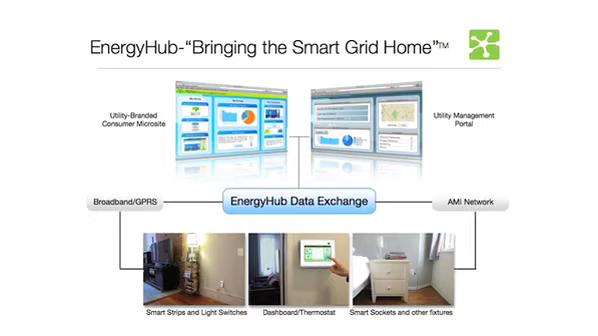 EnergyHub-“Bringing the Smart Grid Home”TM
Utility-Branded
Consumer Microsite
Utility Management
Portal
Broadband/GPRS
EnergyHub Data Exchange
AMI Network
Smart Strips and Light Switches
Dashboard/Thermostat
Smart Sockets and other fixtures